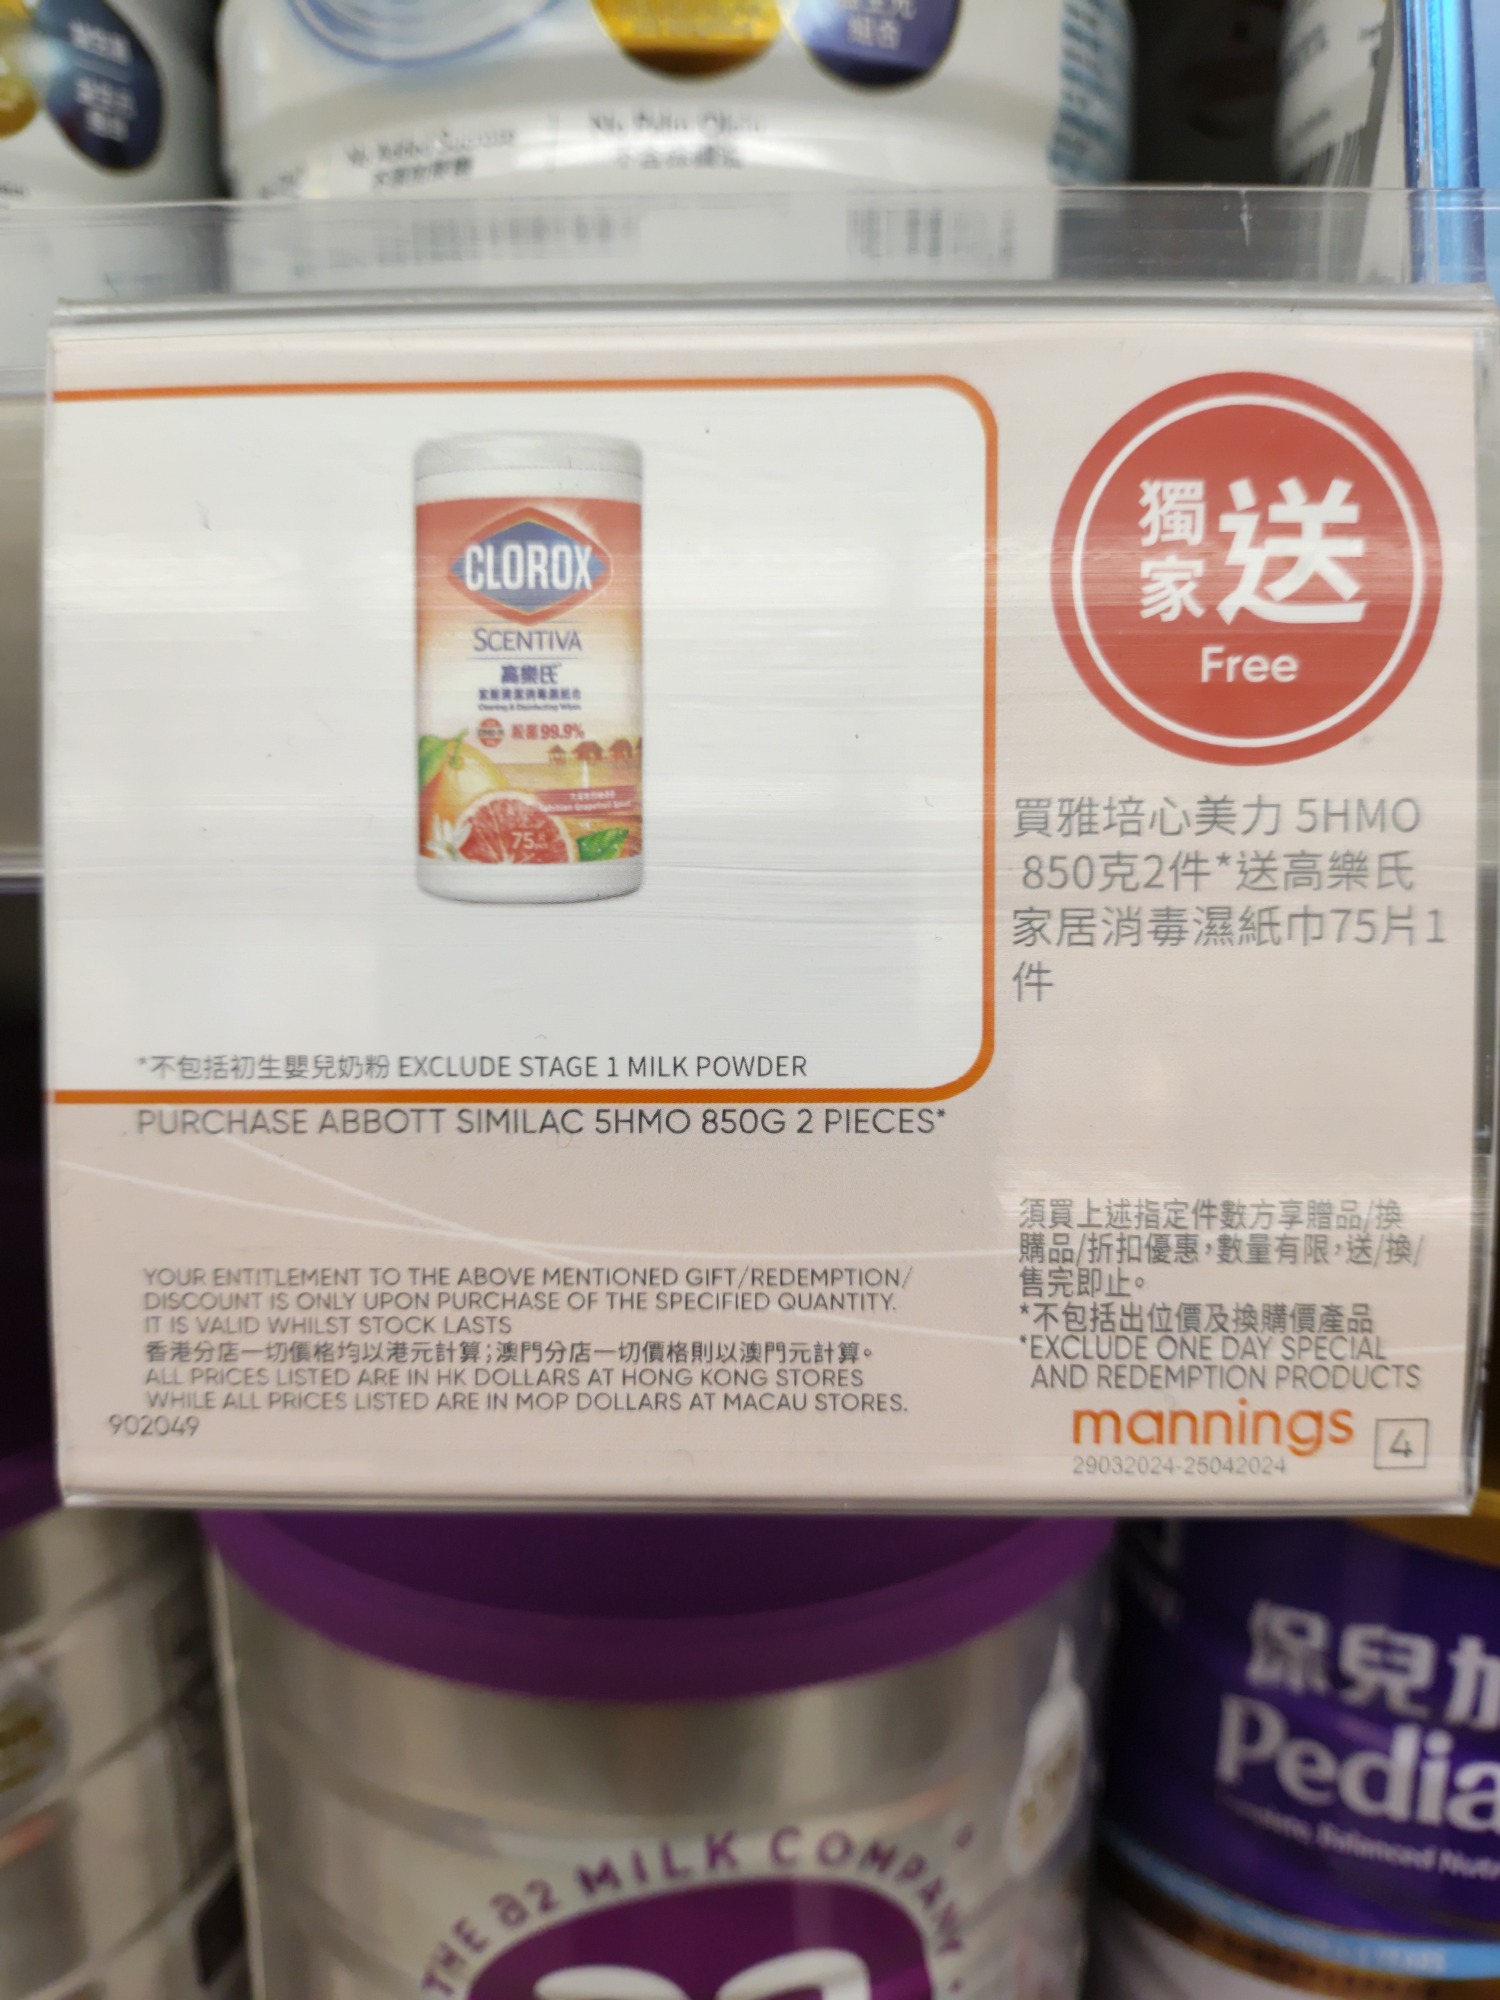 組合
CLOROX
SCENTIVA
高樂氏
殺菌99.9%
75片
獨家送
Free
買雅培心美力 5HMO
850克2件*送高樂氏
家居消毒濕紙巾75片1
件
*不包括初生嬰兒奶粉 EXCLUDE STAGE 1 MILK POWDER
PURCHASE ABBOTT SIMILAC 5HMO 850G 2 PIECES*
YOUR ENTITLEMENT TO THE ABOVE MENTIONED GIFT/REDEMPTION/
DISCOUNT IS ONLY UPON PURCHASE OF THE SPECIFIED QUANTITY.
IT IS VALID WHILST STOCK LASTS
香港分店一切價格均以港元計算;澳門分店一切價格則以澳門元計算。
ALL PRICES LISTED ARE IN HK DOLLARS AT HONG KONG STORES
WHILE ALL PRICES LISTED ARE IN MOP DOLLARS AT MACAU STORES.
902049
須買上述指定件數方享贈品/換
購品/折扣優惠,數量有限,送/換/
售完即止。
*不包括出位價及換購價產品
*EXCLUDE ONE DAY SPECIAL
AND REDEMPTION PRODUCTS
mannings
4
29032024-25042024
THE a2 MILK COMPANY
保兒加
Pedia